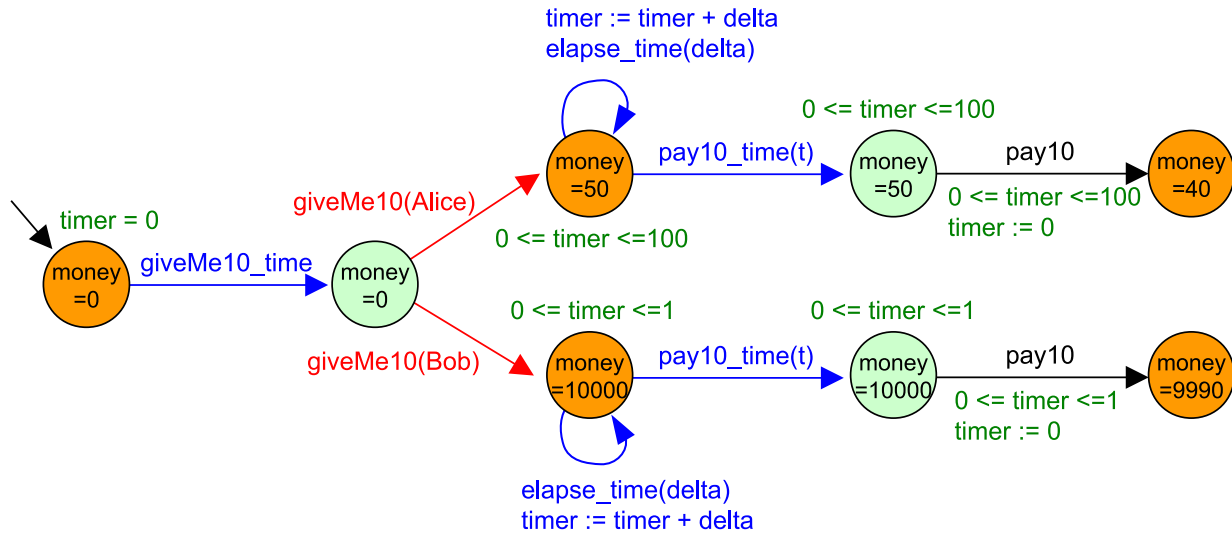 timer := timer + delta
elapse_time(delta)
0 <= timer <=100
money
=50
pay10_time(t)
money
=50
pay10
money
=40
giveMe10(Alice)
0 <= timer <=100
0 <= timer <=100
timer := 0
timer = 0
money
=0
giveMe10_time
money
=0
0 <= timer <=1
0 <= timer <=1
giveMe10(Bob)
money
=10000
pay10_time(t)
money
=10000
pay10
money
=9990
0 <= timer <=1
timer := 0
elapse_time(delta)
timer := timer + delta